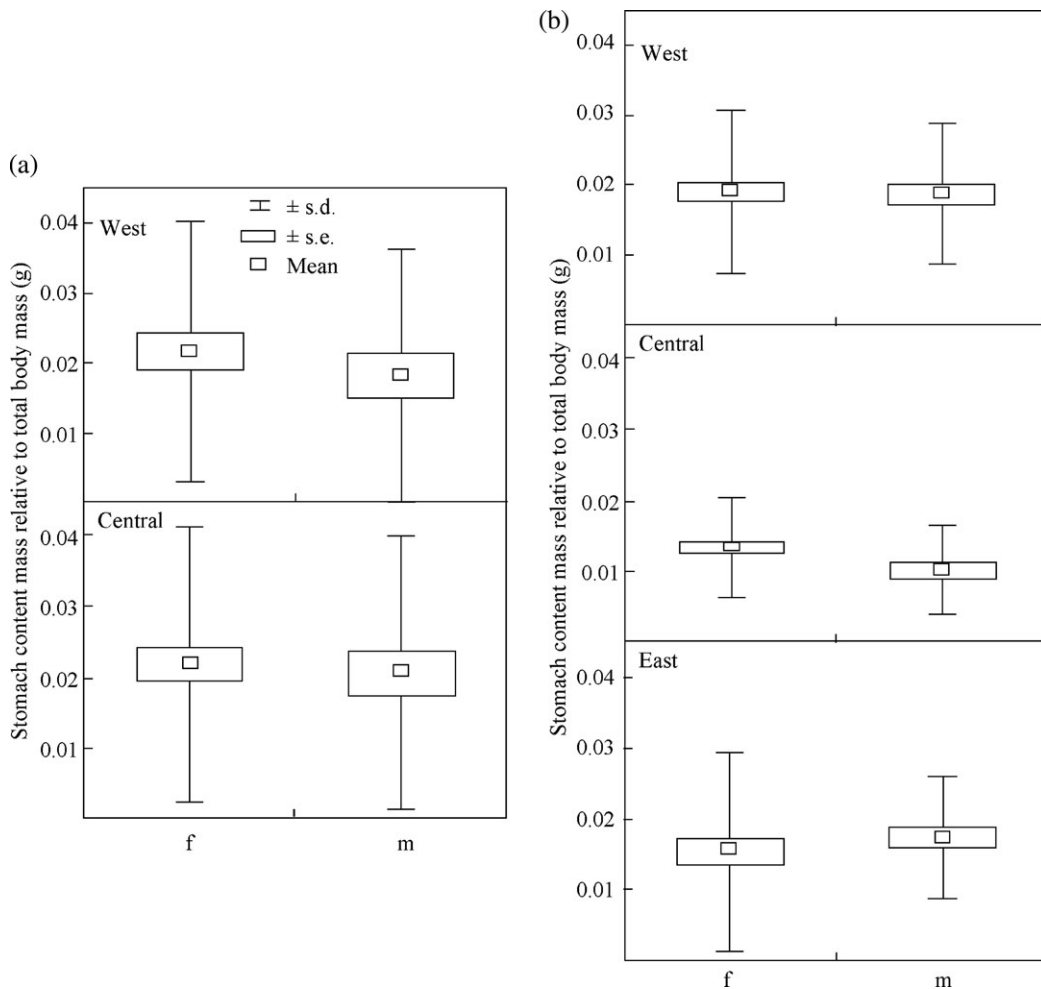 (a)
Stomach content mass relative to total body mass (g)
West
± s.d.
± s.e.
Mean
0.04
0.03
0.02
0.01
Central
0.04
0.03
0.02
0.01
f
m
(b)
Stomach content mass relative to total body mass (g)
West
0.04
0.03
0.02
0.01
Central
0.04
0.03
0.02
0.01
East
0.04
0.03
0.02
0.01
f
m